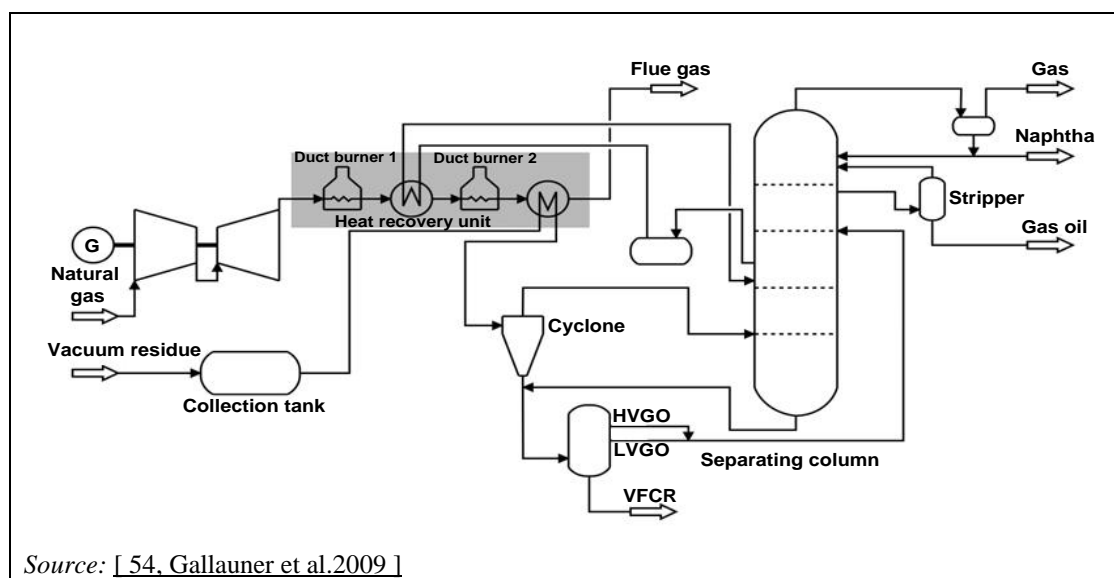 Flue gas
Gas
Naphtha
Duct burner 1
Duct burner 2
Stripper
Heat recovery unit
Gas oil
G
Natural
gas
Cyclone
Vacuum residue
Collection tank
HVGO
LVGO
Separating column
VFCR
Source: [ 54, Gallauner et al.2009 ]